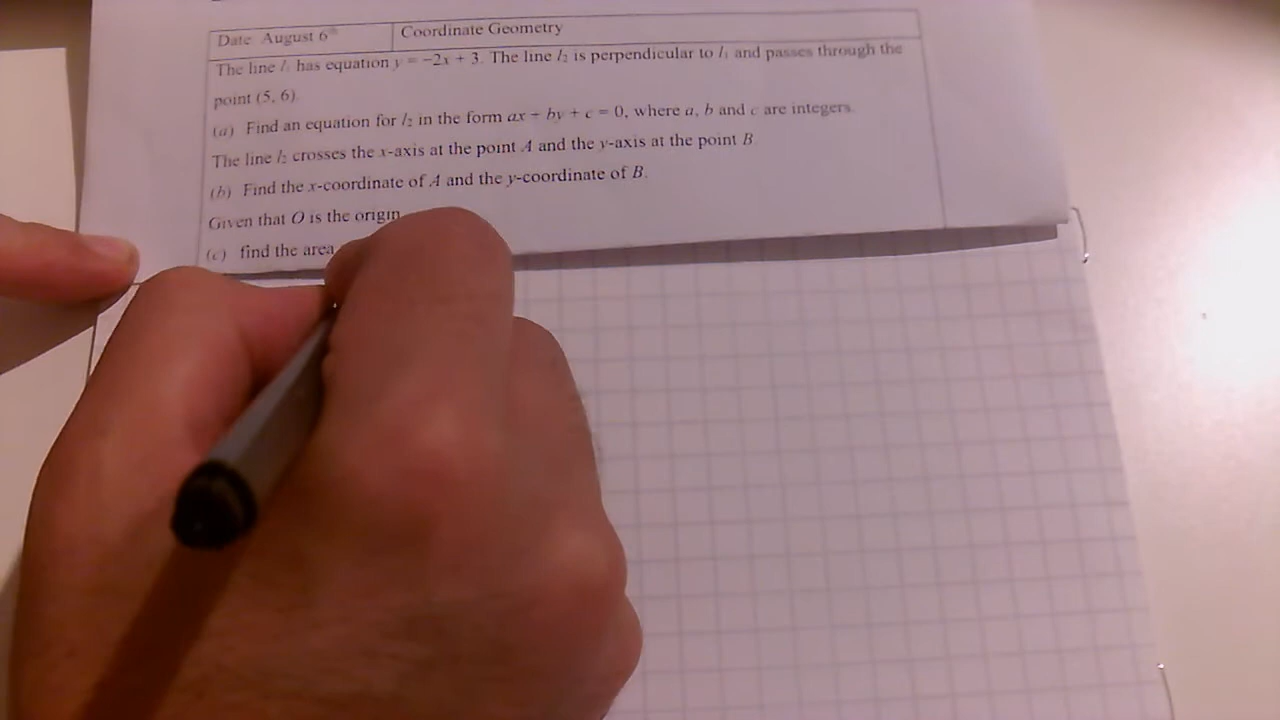 Date: August 6th
Coordinate Geometry
The line l1 has equation y = −2x + 3. The line l2 is perpendicular to l1 and passes through the
point (5, 6).
(a) Find an equation for l2 in the form ax + by + c = 0, where a, b and c are integers.
The line l2 crosses the x-axis at the point A and the y-axis at the point B.
(b) Find the x-coordinate of A and the y-coordinate of B.
Given that O is the origin
(c) find the area